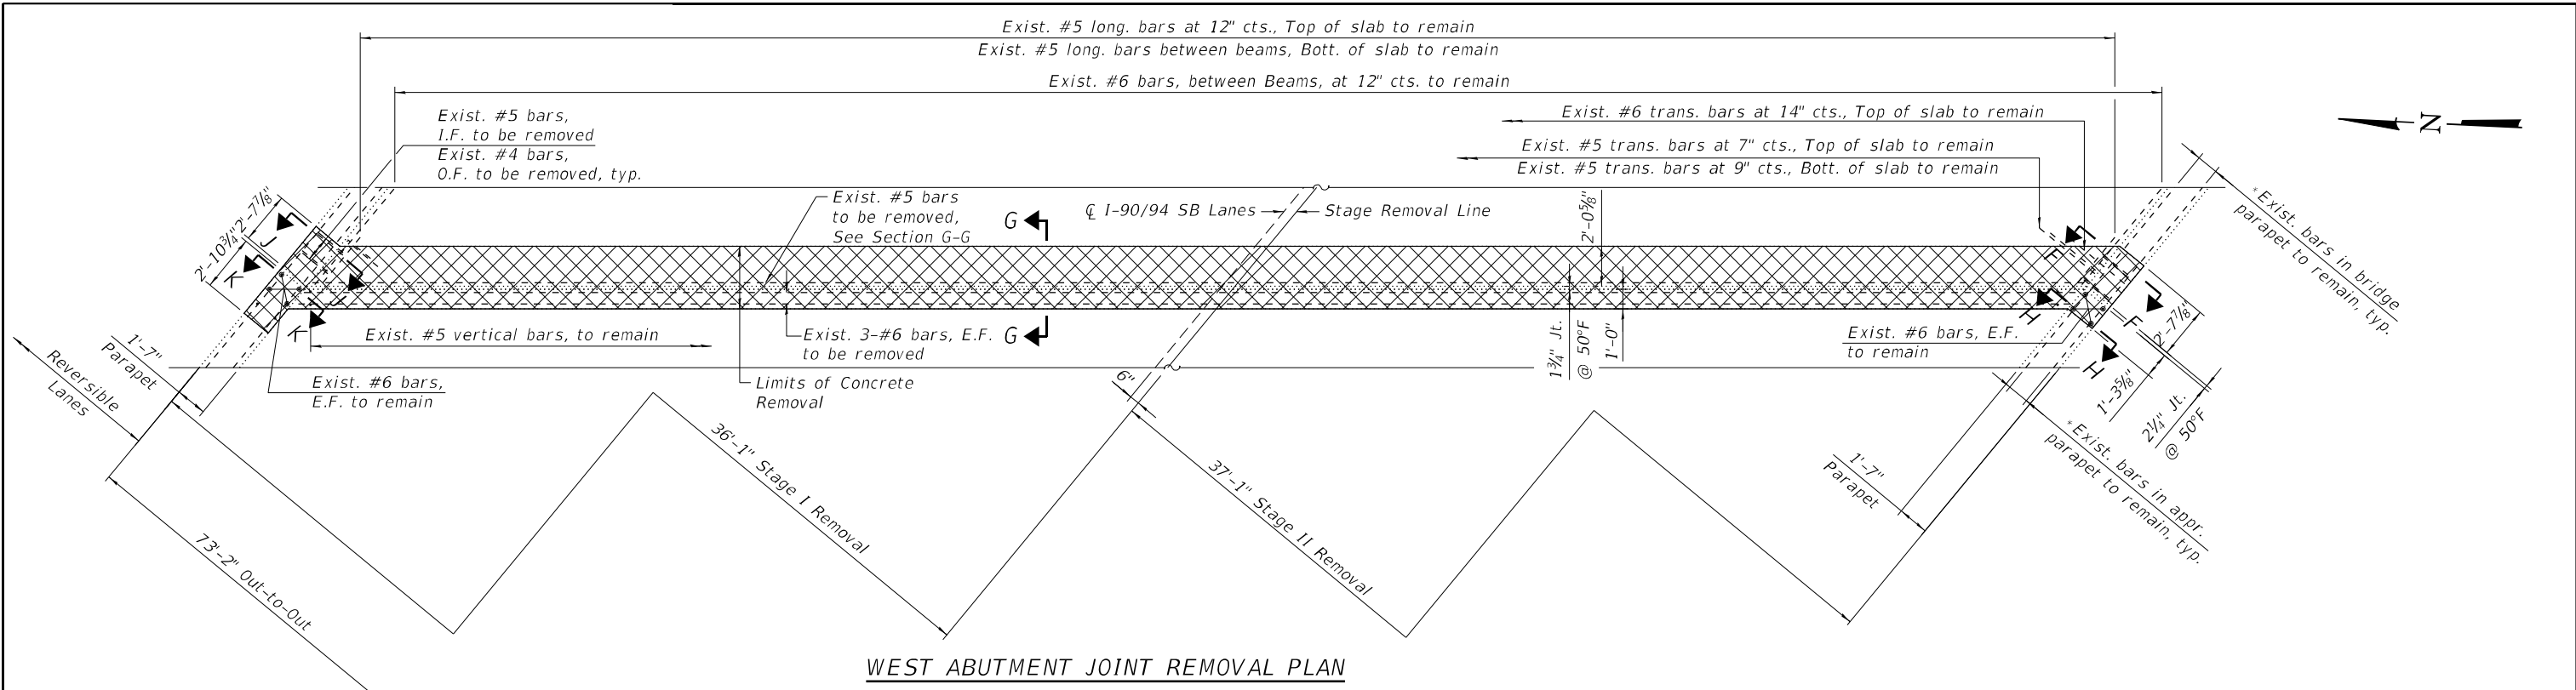 Exist. #5 long. bars at 12" cts., Top of slab to remain
Exist. #5 long. bars between beams, Bott. of slab to remain
Exist. #6 bars, between Beams, at 12" cts. to remain
Exist. #5 bars,
I.F. to be removed
Exist. #4 bars,
O.F. to be removed, typ.
Exist. #6 trans. bars at 14" cts., Top of slab to remain
Exist. #5 trans. bars at 7" cts., Top of slab to remain
Exist. #5 trans. bars at 9" cts., Bott. of slab to remain
N
Exist. #5 bars
to be removed,
See Section G-G
G
℄ I-90/94 SB Lanes
Stage Removal Line
2'-0⅝"
*Exist. bars in bridge
parapet to remain, typ.
2'-7⅞"
2'-10¾"
J
K
J
K
F
F
H
H
2'-7⅞"
1'-3⅝"
2¼" Jt.
@ 50°F
Exist. #5 vertical bars, to remain
Exist. 3-#6 bars, E.F.
to be removed
G
1¾" Jt.
@ 50°F
1'-0"
Exist. #6 bars, E.F.
to remain
1'-7"
Parapet
Reversible
Lanes
Exist. #6 bars,
E.F. to remain
Limits of Concrete
Removal
6"
36'-1" Stage I Removal
37'-1" Stage II Removal
1'-7"
Parapet
*Exist. bars in appr.
parapet to remain, typ.
73'-2" Out-to-Out
WEST ABUTMENT JOINT REMOVAL PLAN